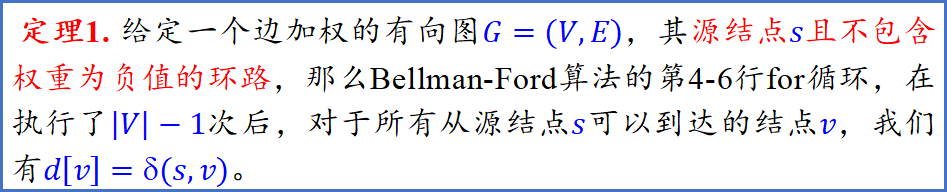 定理1. 给定一个边加权的有向图G = (V, E)，其源结点s且不包含
权重为负值的环路，那么Bellman-Ford算法的第4-6行for循环，在
执行了|V| − 1次后，对于所有从源结点s可以到达的结点v，我们
有d[v] = δ(s, v)。